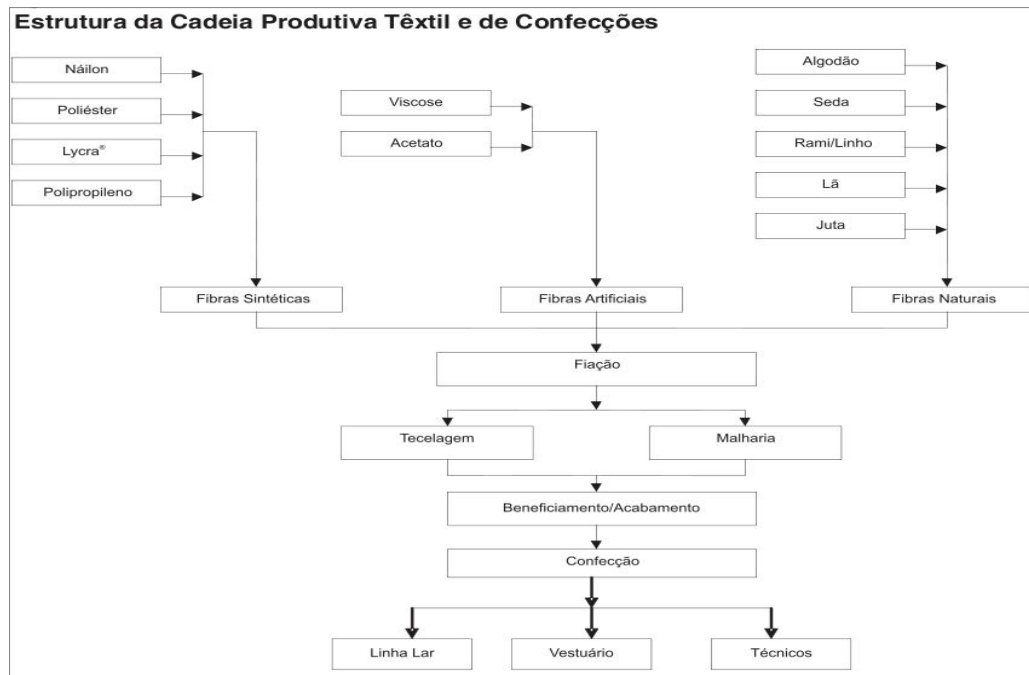 Estrutura da Cadeia Produtiva Têxtil e de Confecções
Náilon
Poliéster
Lycra®
Polipropileno
Viscose
Acetato
Algodão
Seda
Rami/Linho
Lã
Juta
Fibras Sintéticas
Fibras Artificiais
Fibras Naturais
Fiação
Tecelagem
Malharia
Beneficiamento/Acabamento
Confecção
Linha Lar
Vestuário
Técnicos